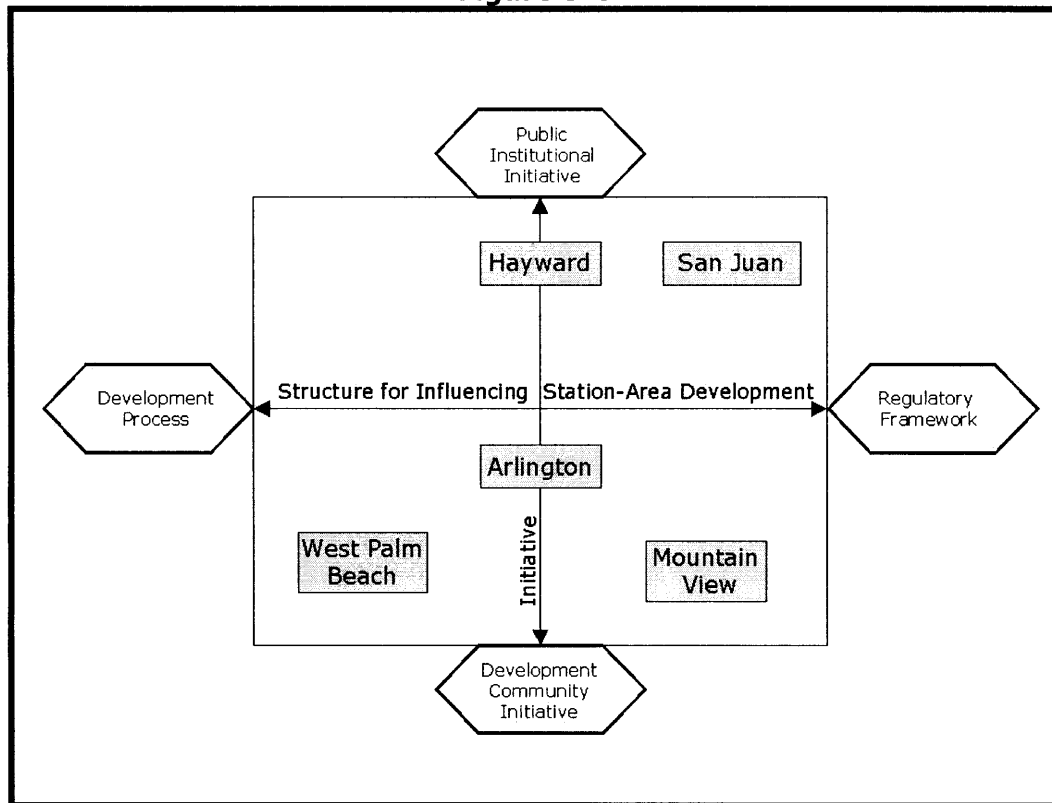 Public
Institutional
Initiative
Hayward
San Juan
Development
Process
Structure for Influencing Station-Area Development
Regulatory
Framework
Arlington
West Palm
Beach
Initiative
Mountain
View
Development
Community
Initiative